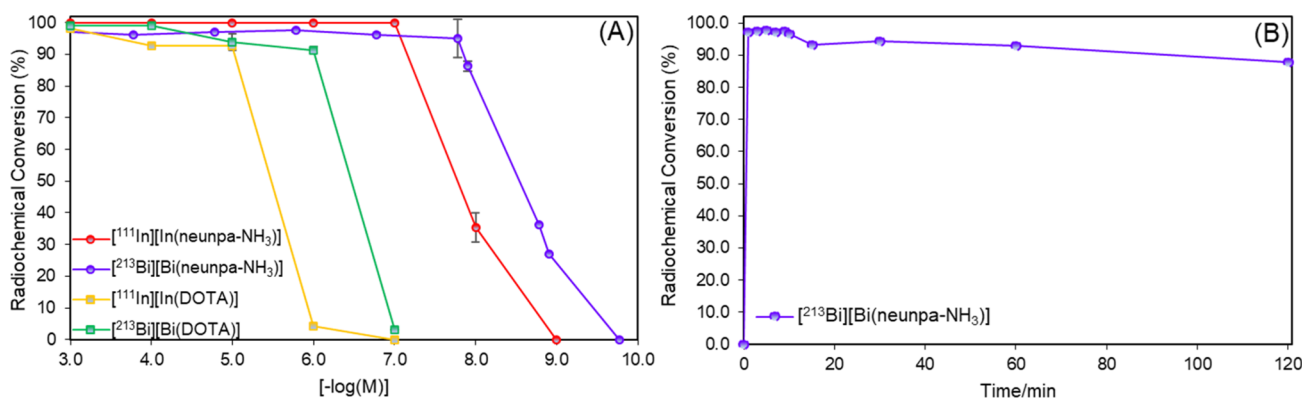 (A)
Radiochemical Conversion (%)
100
90
80
70
60
50
40
30
20
10
0
[¹¹¹In][In(neunpa-NH₃)]
[²¹³Bi][Bi(neunpa-NH₃)]
[¹¹¹In][In(DOTA)]
[²¹³Bi][Bi(DOTA)]
3.0 4.0 5.0 6.0 7.0 8.0 9.0 10.0
[-log(M)]
(B)
Radiochemical Conversion (%)
100.0
90.0
80.0
70.0
60.0
50.0
40.0
30.0
20.0
10.0
0.0
[²¹³Bi][Bi(neunpa-NH₃)]
0 20 40 60 80 100 120
Time/min